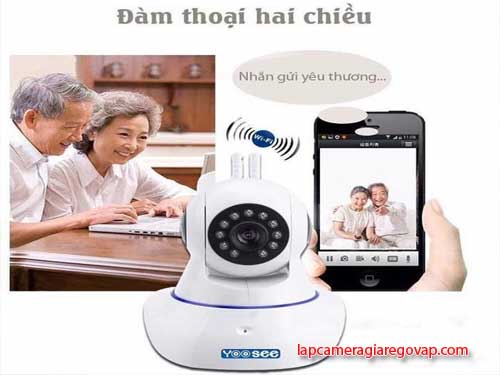 Đàm thoại hai chiều
Nhắn gửi yêu thương...
Wi-Fi
YOOSEE
lapcameragiaregovap.com